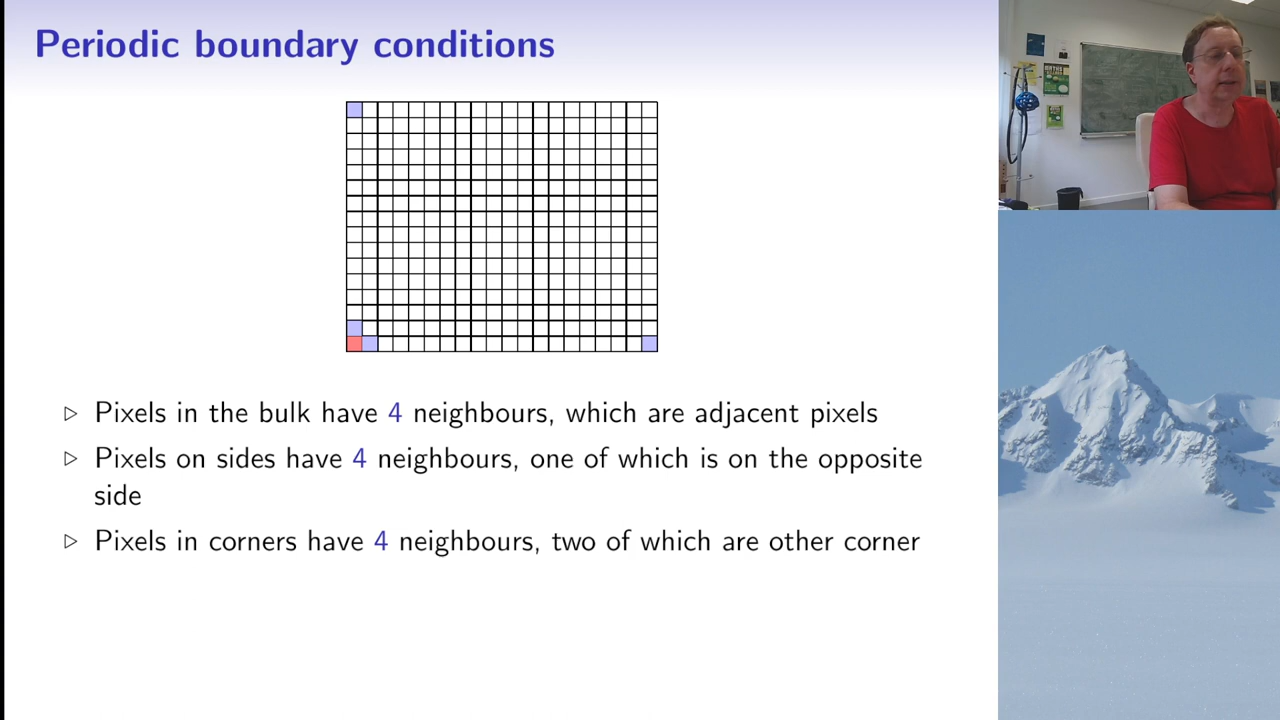 Periodic boundary conditions
▷ Pixels in the bulk have 4 neighbours, which are adjacent pixels
▷ Pixels on sides have 4 neighbours, one of which is on the opposite
side
▷ Pixels in corners have 4 neighbours, two of which are other corner